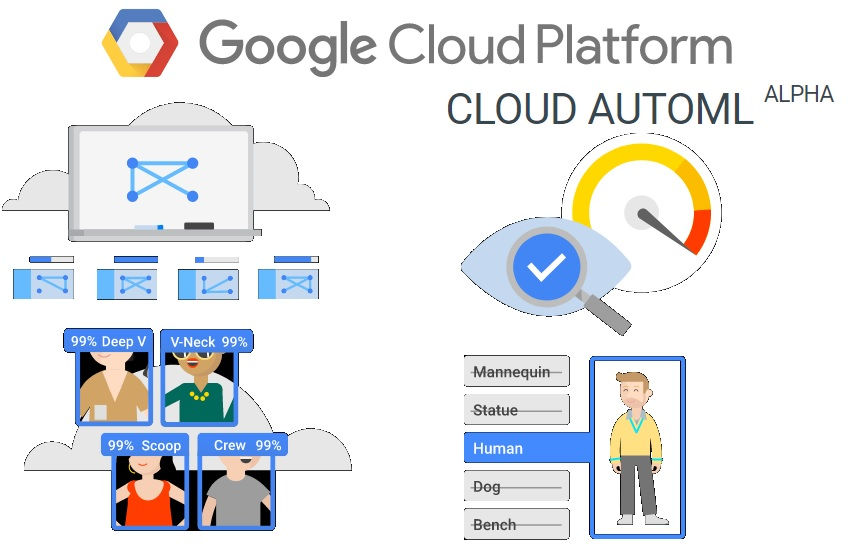 Google Cloud Platform
CLOUD AUTOML ALPHA
99% Deep V
V-Neck 99%
99% Scoop
Crew 99%
Mannequin
Statue
Human
Dog
Bench